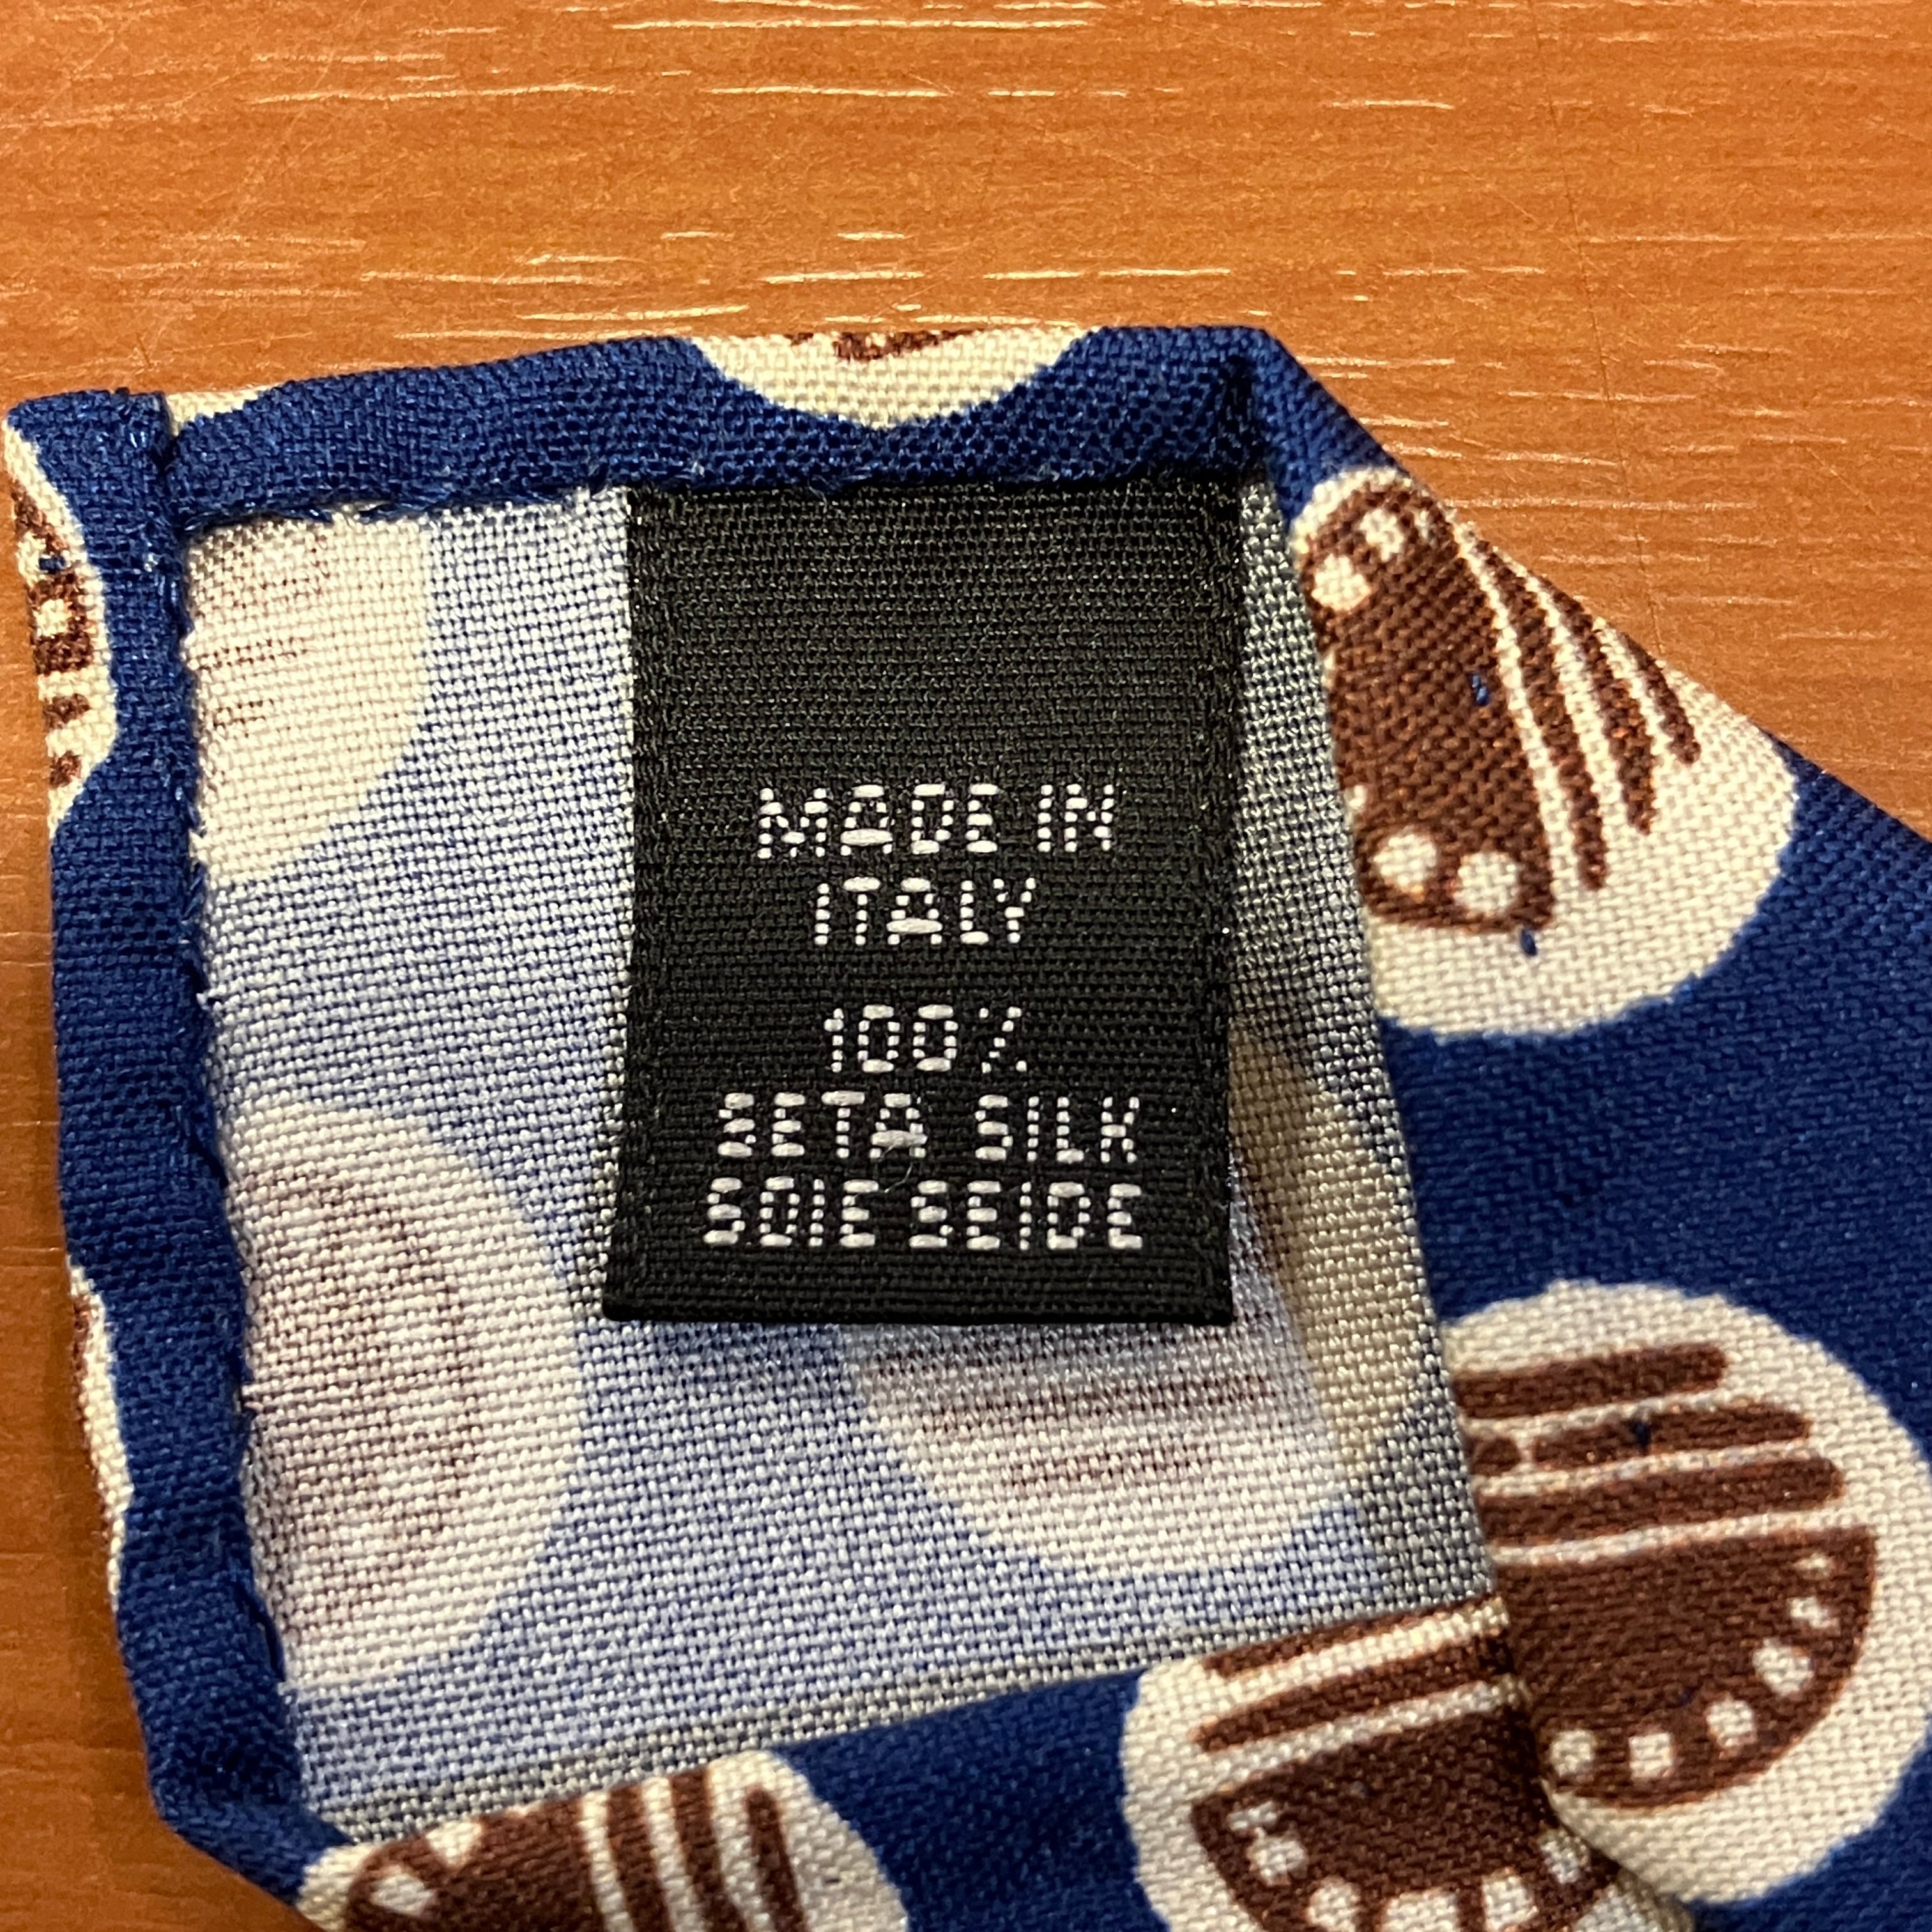 MADE IN
ITALY
100%
SETA SILK
SOIE SEIDE